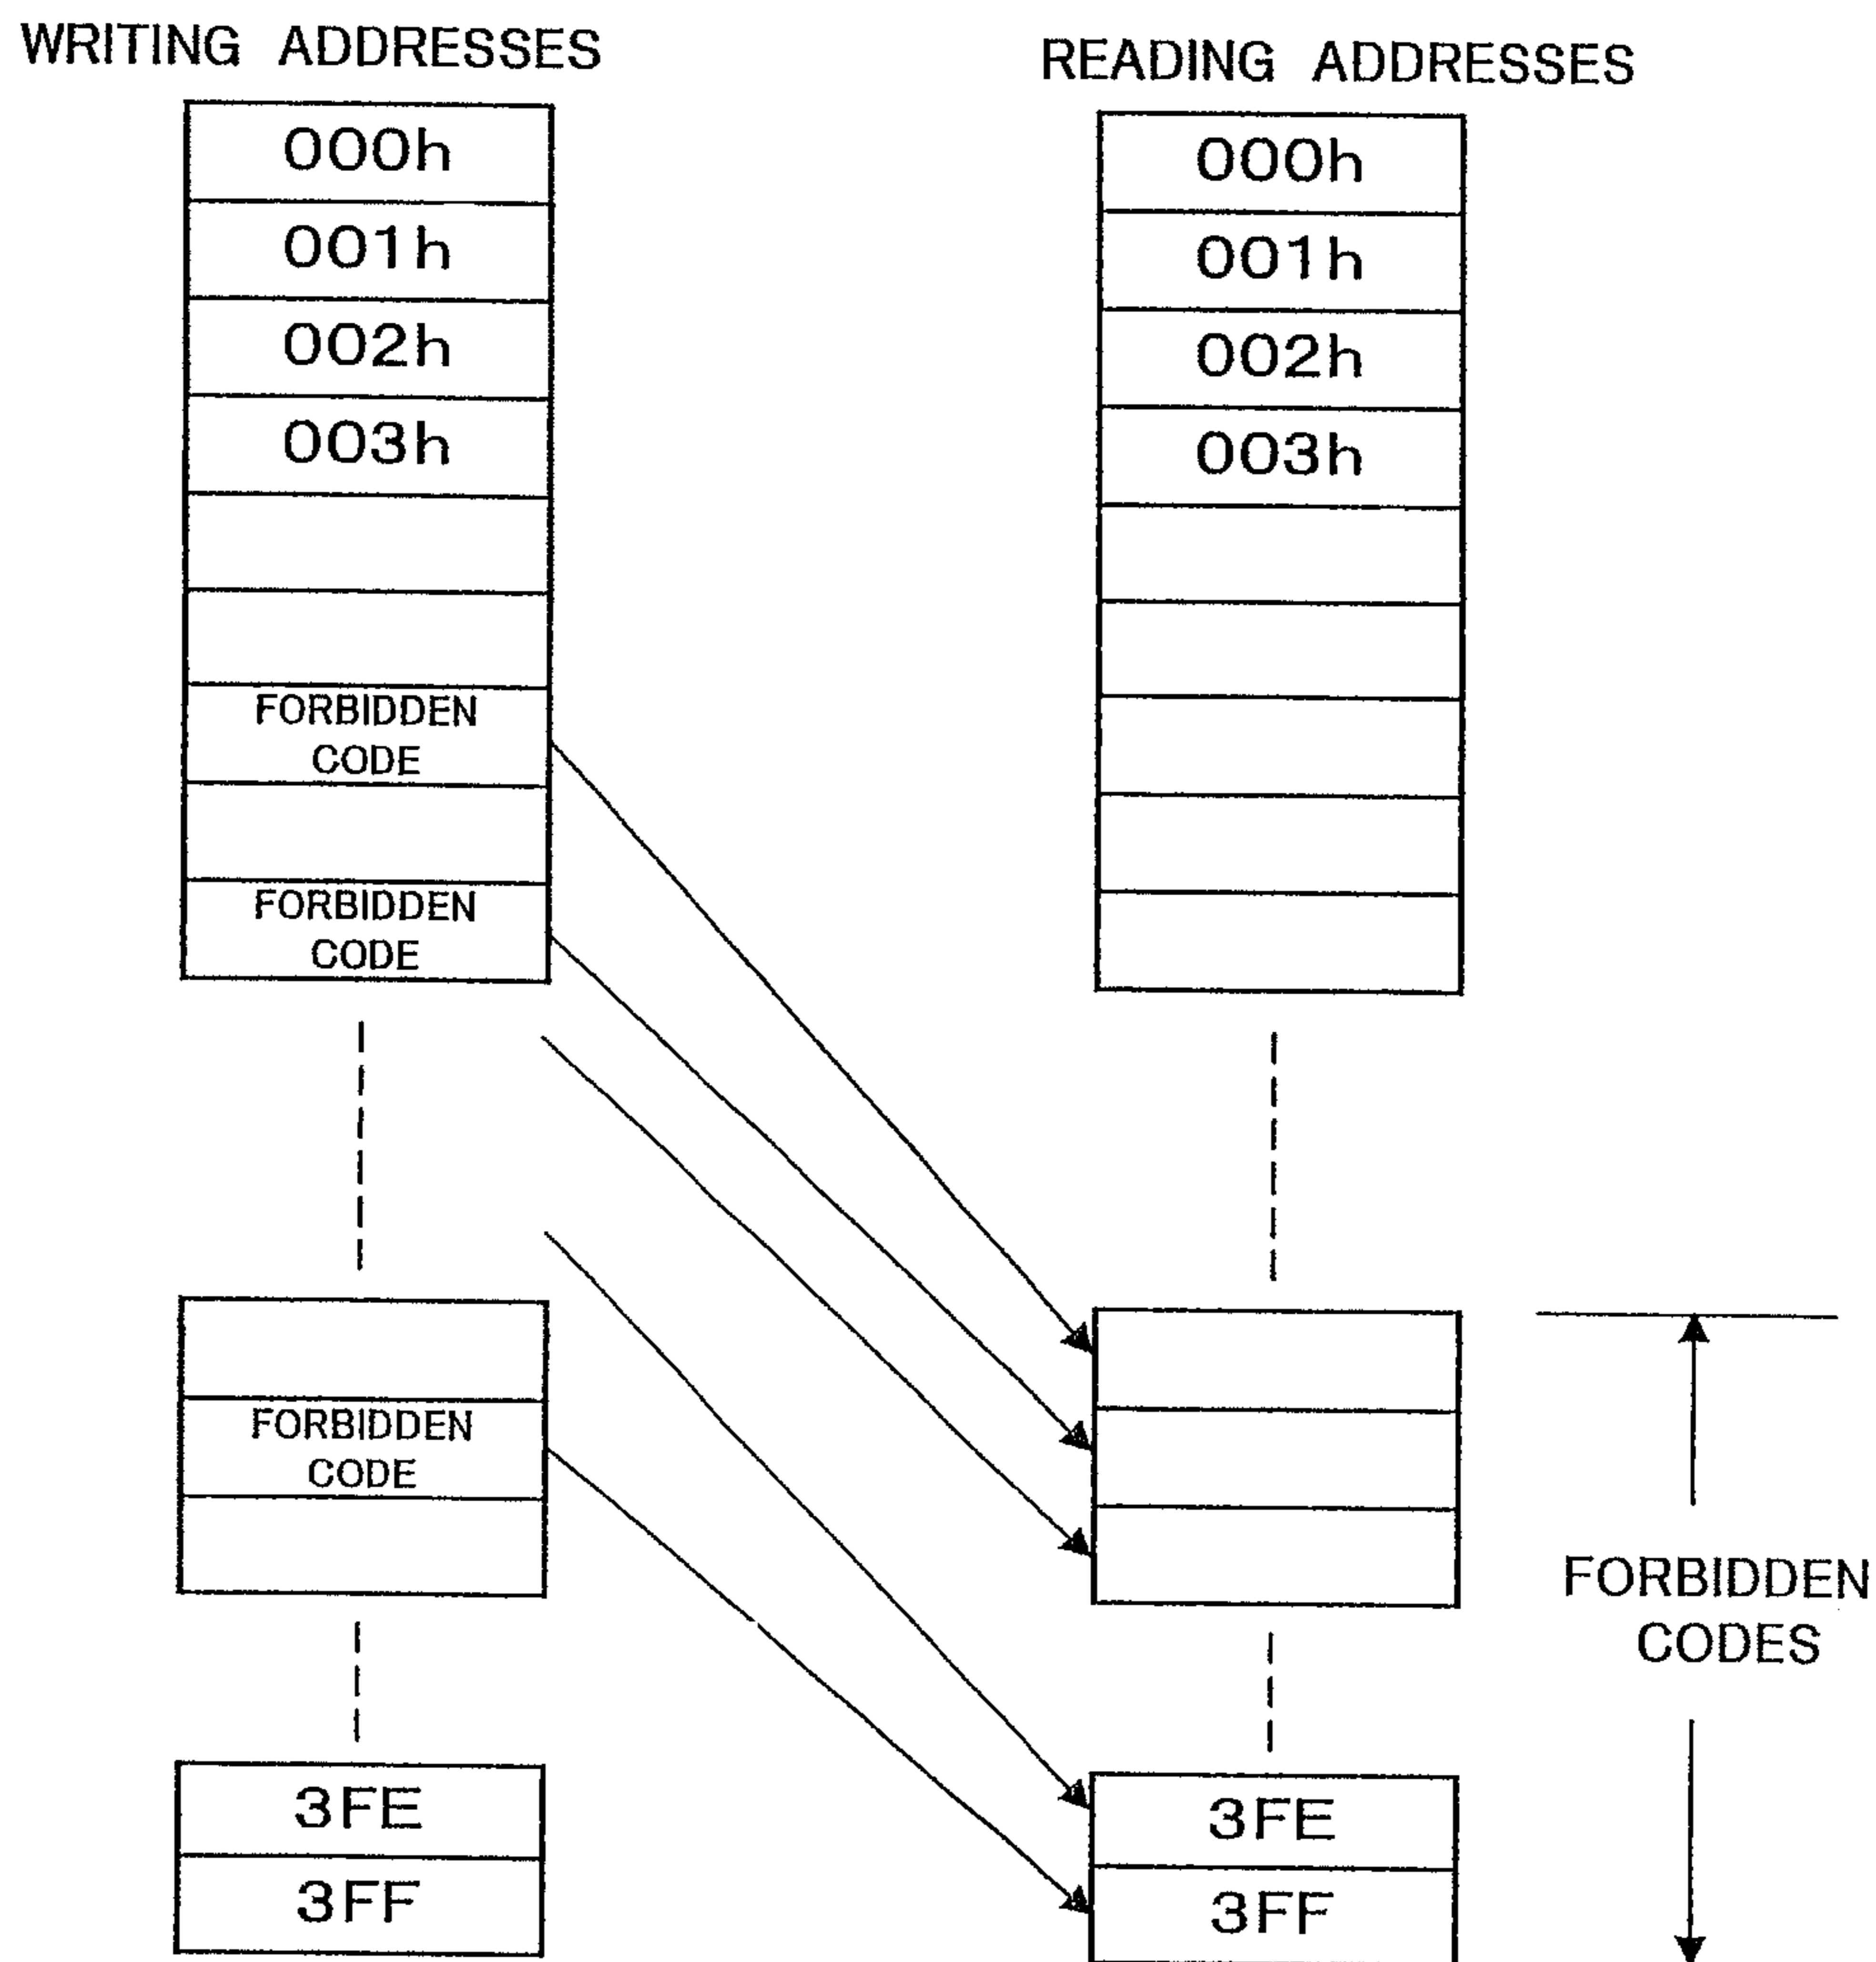 WRITING ADDRESSES
000h
001h
002h
003h
FORBIDDEN
CODE
FORBIDDEN
CODE
FORBIDDEN
CODE
3FE
3FF
READING ADDRESSES
000h
001h
002h
003h
3FE
3FF
FORBIDDEN
CODES